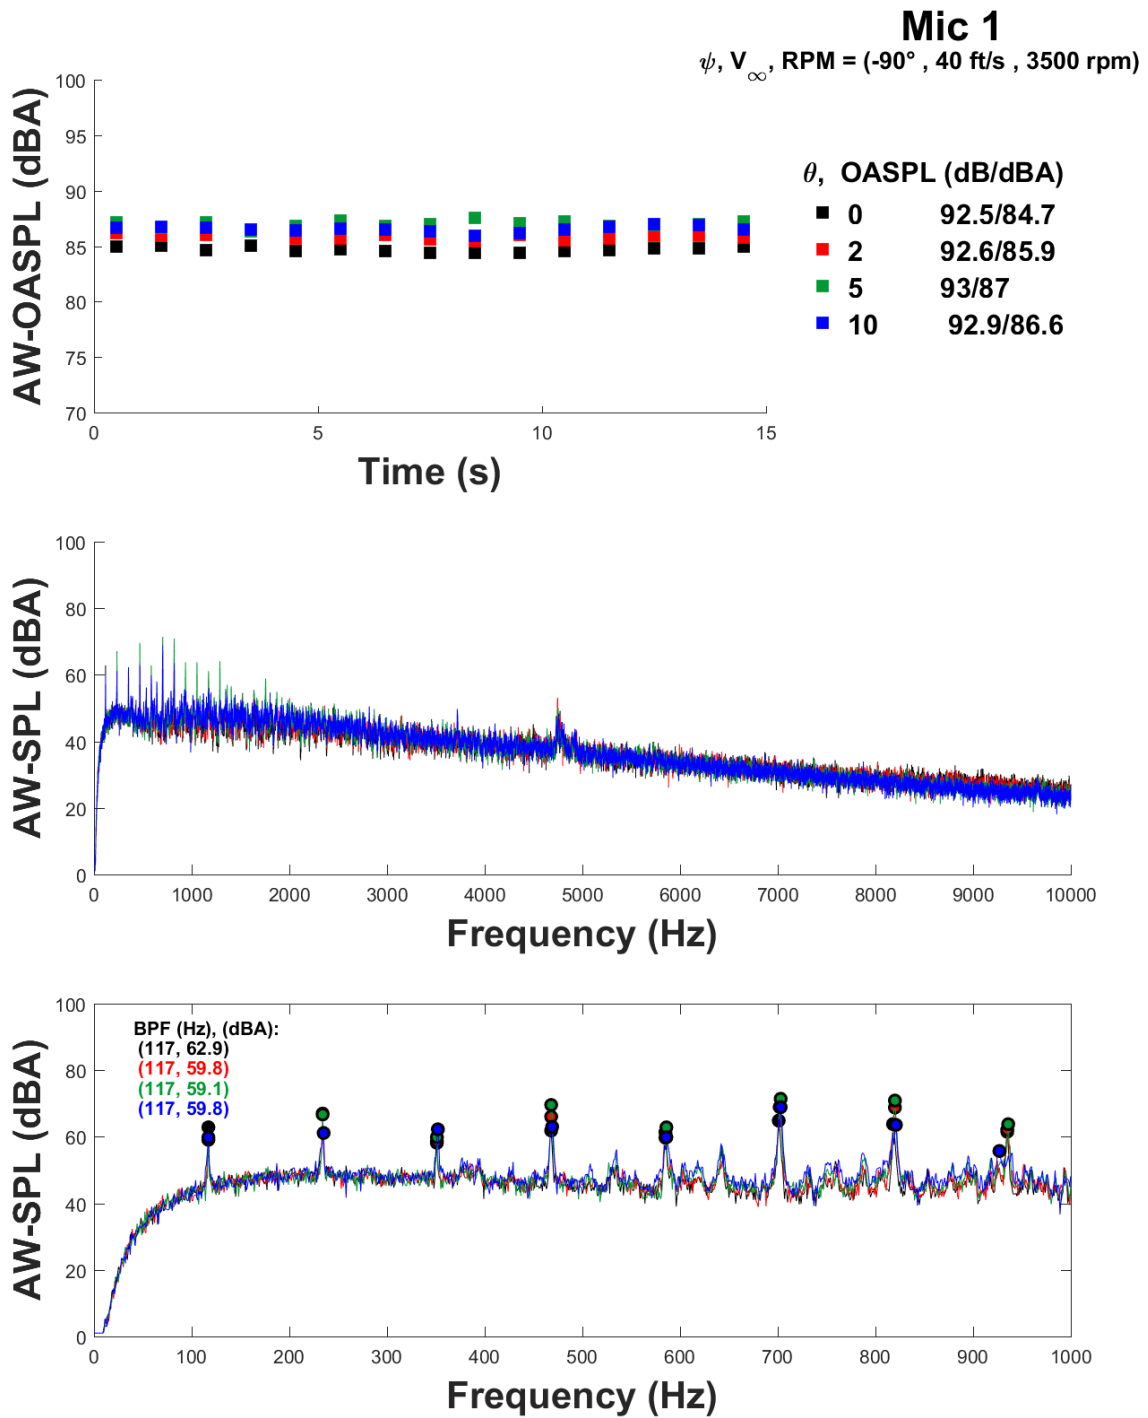 Mic 1
ψ, V∞, RPM = (-90° , 40 ft/s , 3500 rpm)
100
95
90
85
80
75
70
AW-OASPL (dBA)
0 5 10 15
Time (s)
θ, OASPL (dB/dBA)
0 92.5/84.7
2 92.6/85.9
5 93/87
10 92.9/86.6
100
80
60
40
20
0
AW-SPL (dBA)
0 1000 2000 3000 4000 5000 6000 7000 8000 9000 10000
Frequency (Hz)
100
80
60
40
20
0
AW-SPL (dBA)
BPF (Hz), (dBA):
(117, 62.9)
(117, 59.8)
(117, 59.1)
(117, 59.8)
0 100 200 300 400 500 600 700 800 900 1000
Frequency (Hz)